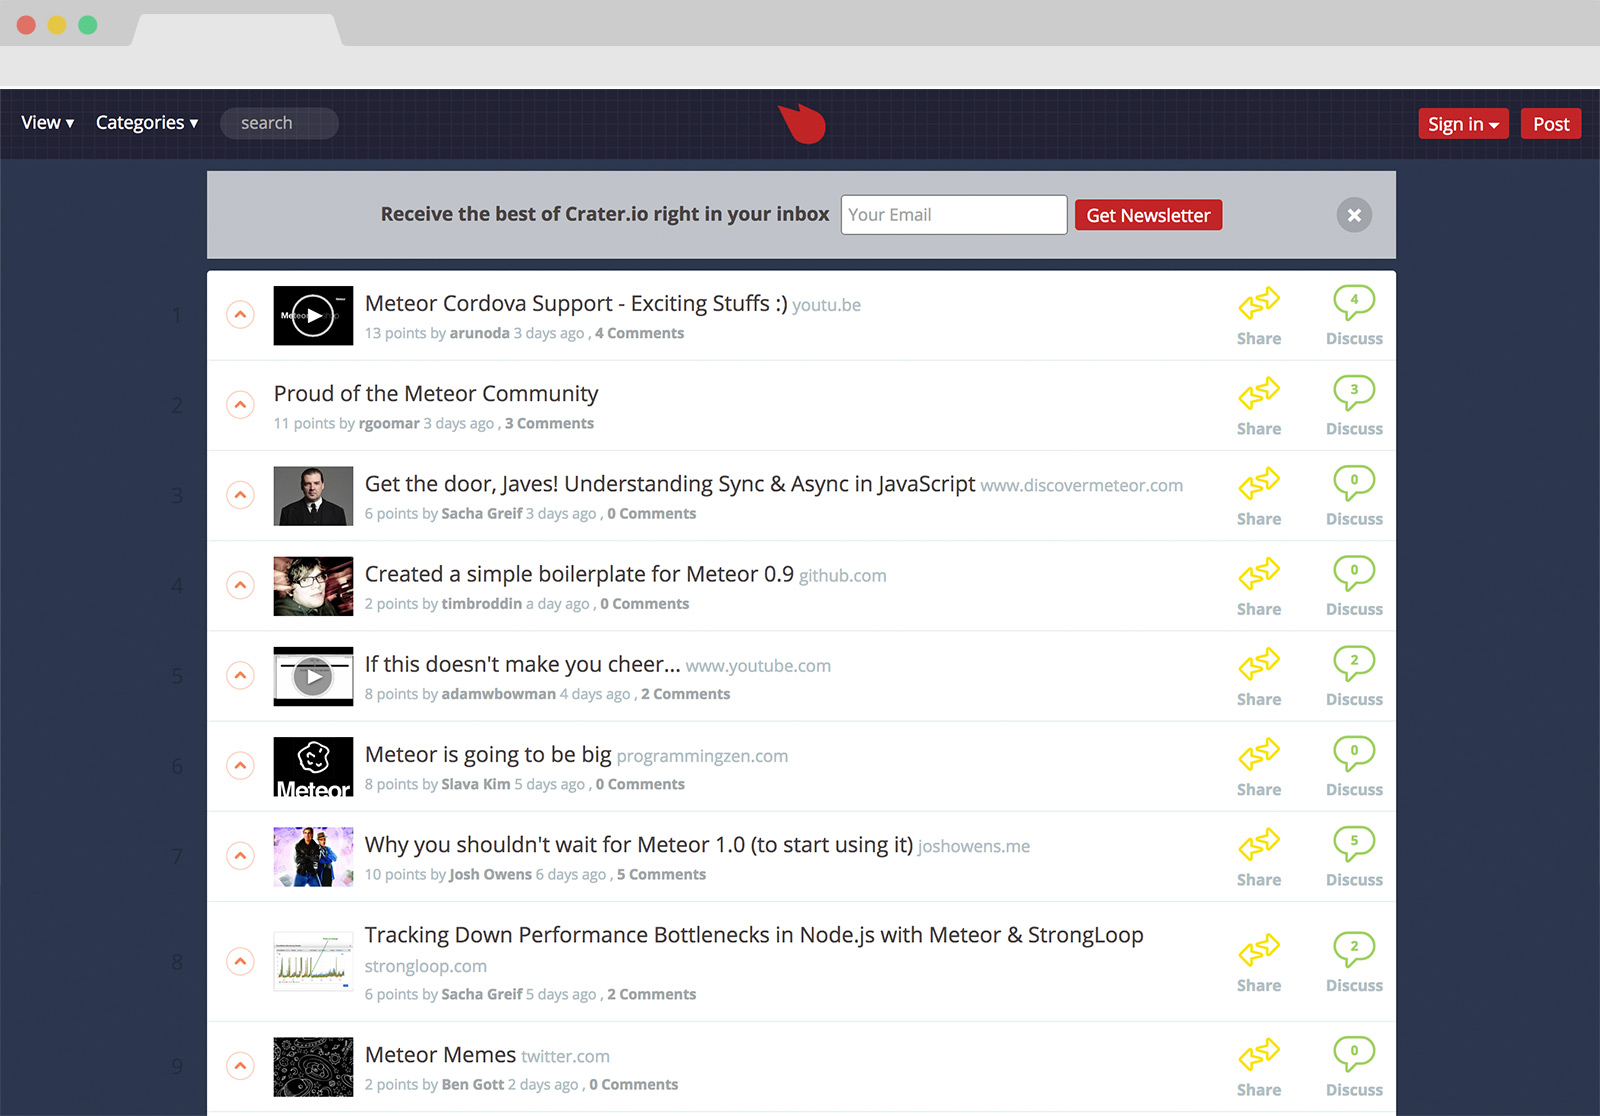 View ▾ Categories ▾ search Sign in Post
Receive the best of Crater.io right in your inbox Your Email Get Newsletter
1
Meteor Cordova Support - Exciting Stuffs :) youtu.be
13 points by arunoda 3 days ago , 4 Comments
4
Share Discuss
2
Proud of the Meteor Community
11 points by rgoomar 3 days ago , 3 Comments
3
Share Discuss
3
Get the door, Javes! Understanding Sync & Async in JavaScript www.discovermeteor.com
6 points by Sacha Greif 3 days ago , 0 Comments
0
Share Discuss
4
Created a simple boilerplate for Meteor 0.9 github.com
2 points by timbroddin a day ago , 0 Comments
0
Share Discuss
5
If this doesn't make you cheer... www.youtube.com
8 points by adamwbowman 4 days ago , 2 Comments
2
Share Discuss
6
Meteor
Meteor is going to be big programmingzen.com
8 points by Slava Kim 5 days ago , 0 Comments
0
Share Discuss
7
Why you shouldn't wait for Meteor 1.0 (to start using it) joshowens.me
10 points by Josh Owens 6 days ago , 5 Comments
5
Share Discuss
8
Tracking Down Performance Bottlenecks in Node.js with Meteor & StrongLoop
strongloop.com
6 points by Sacha Greif 5 days ago , 2 Comments
2
Share Discuss
9
Meteor Memes twitter.com
2 points by Ben Gott 2 days ago , 0 Comments
0
Share Discuss